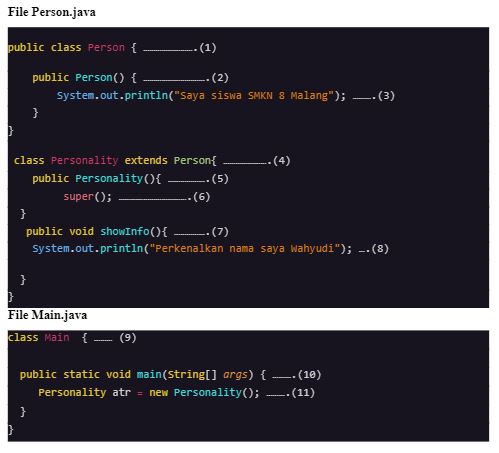 File Person.java
public class Person { ........................(1)
public Person() { ..............................(2)
System.out.println("Saya siswa SMKN 8 Malang"); .........(3)
}
}
class Personality extends Person{ .....................(4)
public Personality(){ ..................(5)
super(); .................................(6)
}
public void showInfo(){ ...............(7)
System.out.println("Perkenalkan nama saya Wahyudi"); ....(8)
}
}
File Main.java
class Main { ......... (9)
public static void main(String[] args) { .........(10)
Personality atr = new Personality(); .........(11)
}
}